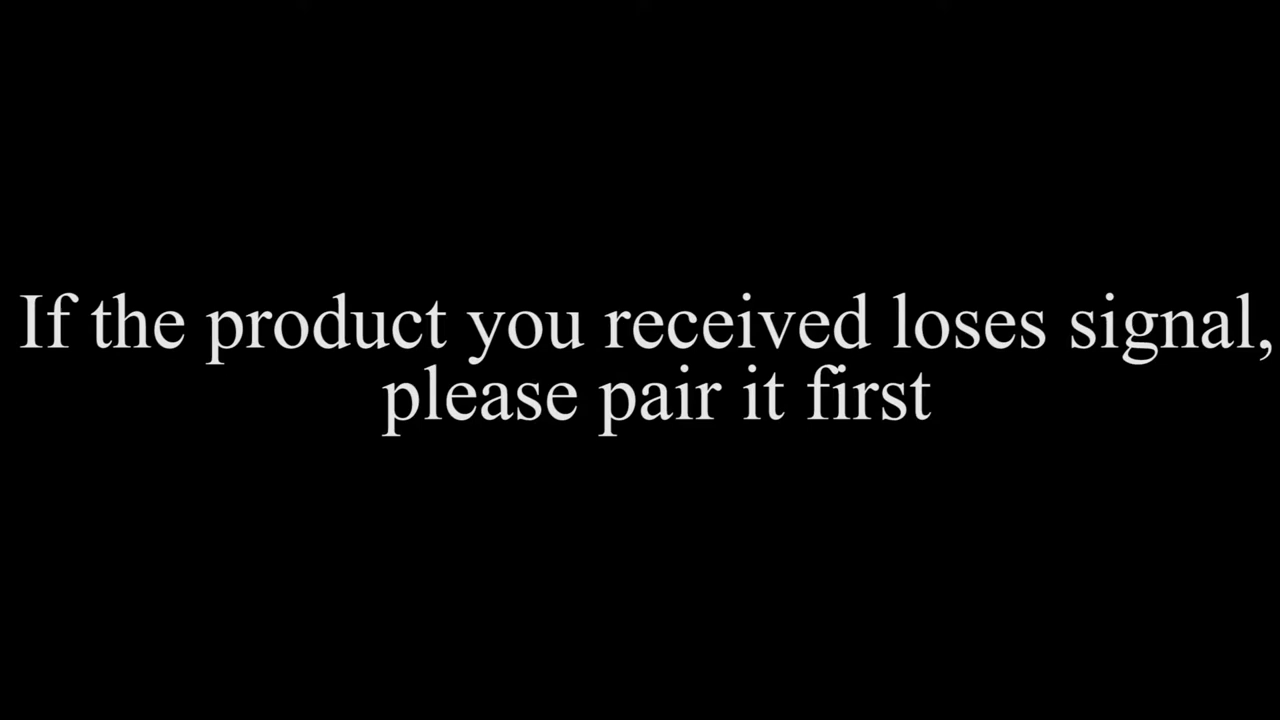 If the product you received loses signal,
please pair it first